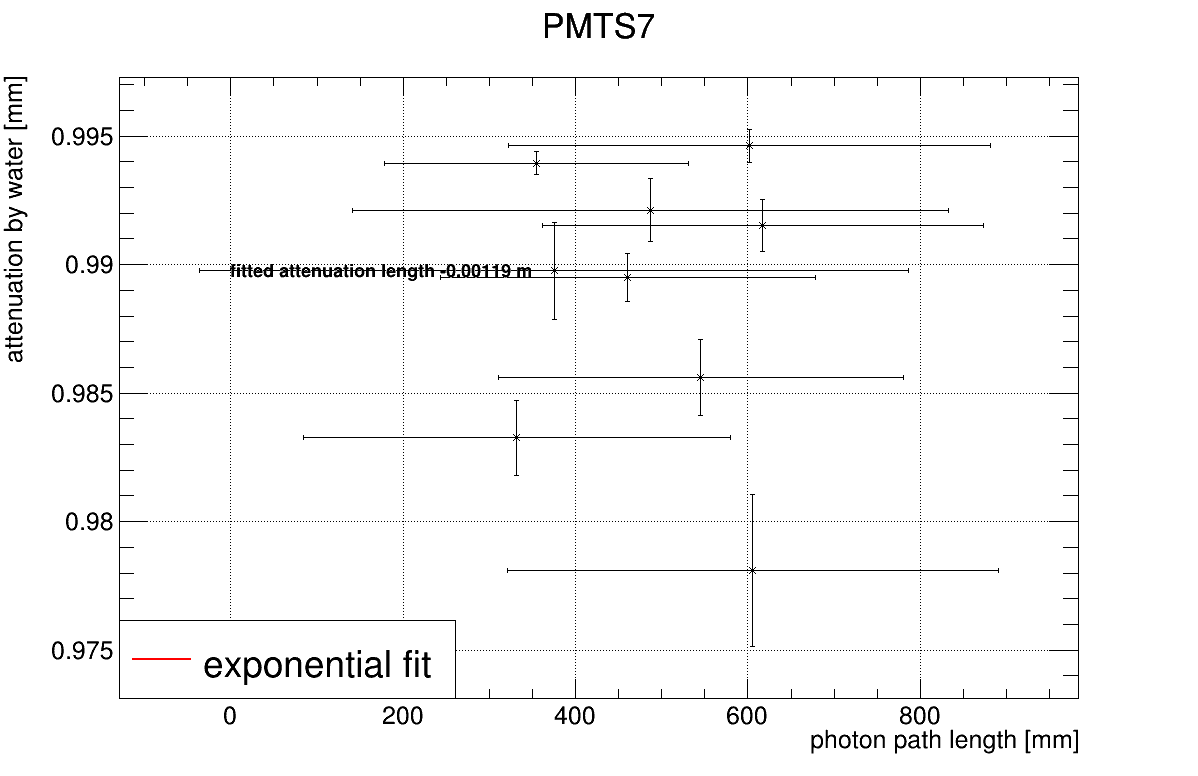 PMTS7
attenuation by water [mm]
0.995
0.99
0.985
0.98
0.975
fitted attenuation length -0.00119 m
exponential fit
0 200 400 600 800
photon path length [mm]